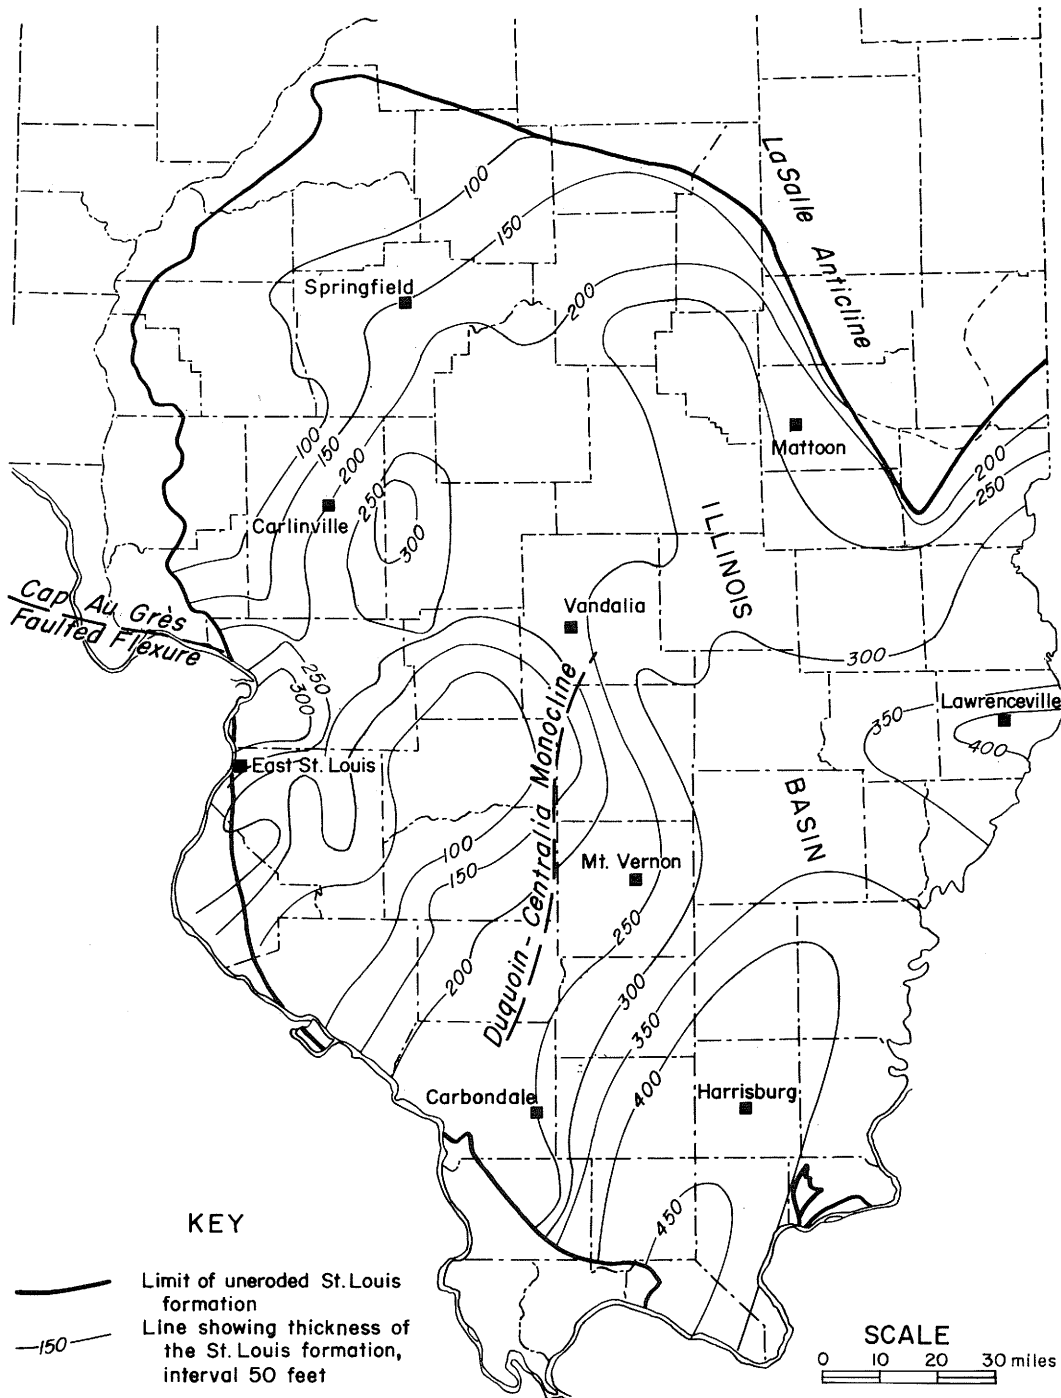 100
LaSalle Anticline
150
Springfield
200
Mattoon
100
150
200
200
250
250
Carlinville
300
ILLINOIS
Cap Au Grès
Faulted Flexure
Vandalia
250
300
300
Lawrenceville
350
400
East St. Louis
Duquoin - Centralia Monocline
BASIN
100
150
Mt. Vernon
250
200
300
350
400
Carbondale
Harrisburg
450
KEY
Limit of uneroded St. Louis
formation
150
Line showing thickness of
the St. Louis formation,
interval 50 feet
SCALE
0 10 20 30 miles